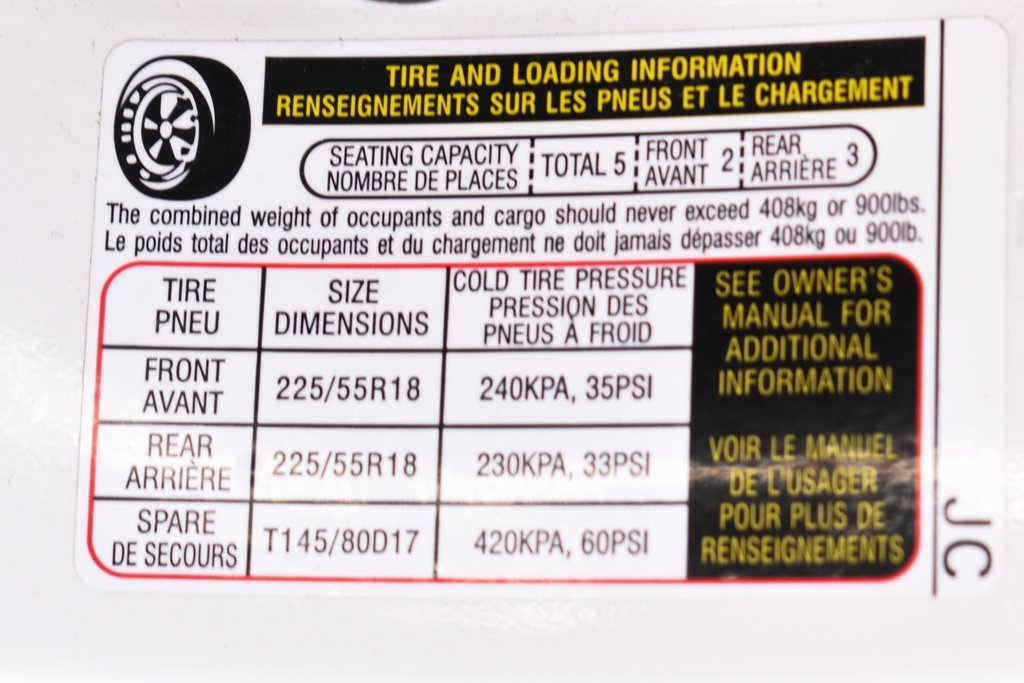 TIRE AND LOADING INFORMATION
RENSEIGNEMENTS SUR LES PNEUS ET LE CHARGEMENT
SEATING CAPACITY
NOMBRE DE PLACES
TOTAL 5
FRONT
AVANT
2
REAR
ARRIÈRE
3
The combined weight of occupants and cargo should never exceed 408kg or 900lbs.
Le poids total des occupants et du chargement ne doit jamais dépasser 408kg ou 900lb.
TIRE
PNEU
SIZE
DIMENSIONS
COLD TIRE PRESSURE
PRESSION DES
PNEUS À FROID
FRONT
AVANT
225/55R18
240KPA, 35PSI
REAR
ARRIÈRE
225/55R18
230KPA, 33PSI
SPARE
DE SECOURS
T145/80D17
420KPA, 60PSI
SEE OWNER'S
MANUAL FOR
ADDITIONAL
INFORMATION
VOIR LE MANUEL
DE L'USAGER
POUR PLUS DE
RENSEIGNEMENTS
JC